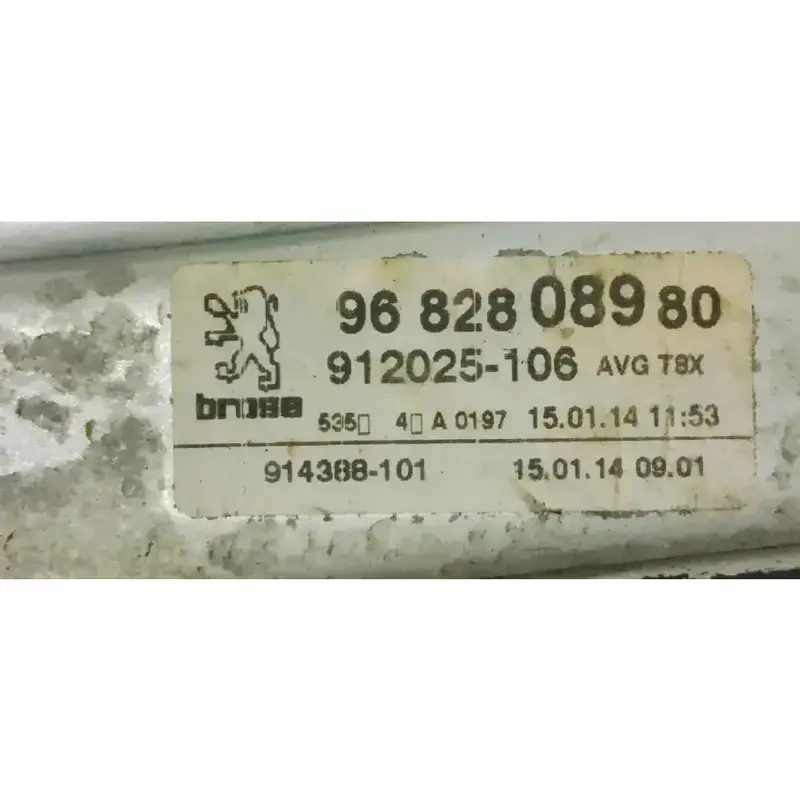 96 828 089 80
912025-106 AVG T8X
brose
535▯ 4▯ A 0197 15.01.14 11:53
914388-101 15.01.14 09.01